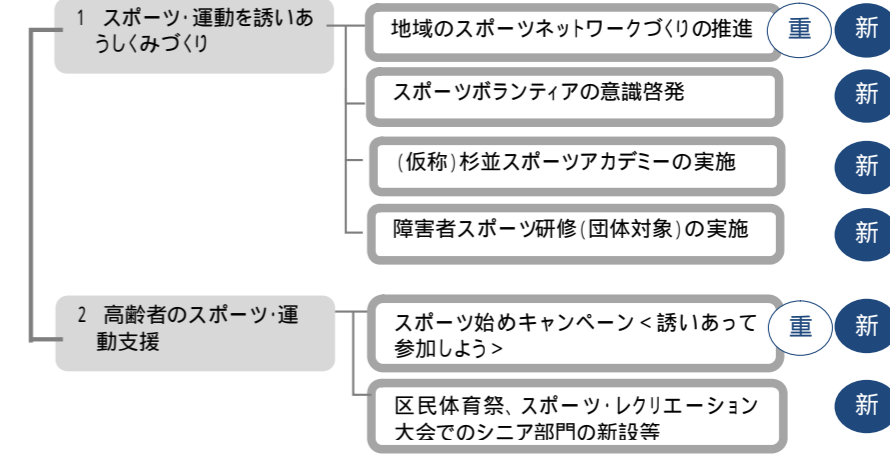 1 スポーツ・運動を誘いあ
うしくみづくり
地域のスポーツネットワークづくりの推進
重
新
スポーツボランティアの意識啓発
新
(仮称)杉並スポーツアカデミーの実施
新
障害者スポーツ研修(団体対象)の実施
新
2 高齢者のスポーツ・運
動支援
スポーツ始めキャンペーン<誘いあって
参加しよう>
重
新
区民体育祭、スポーツ・レクリエーション
大会でのシニア部門の新設等
新